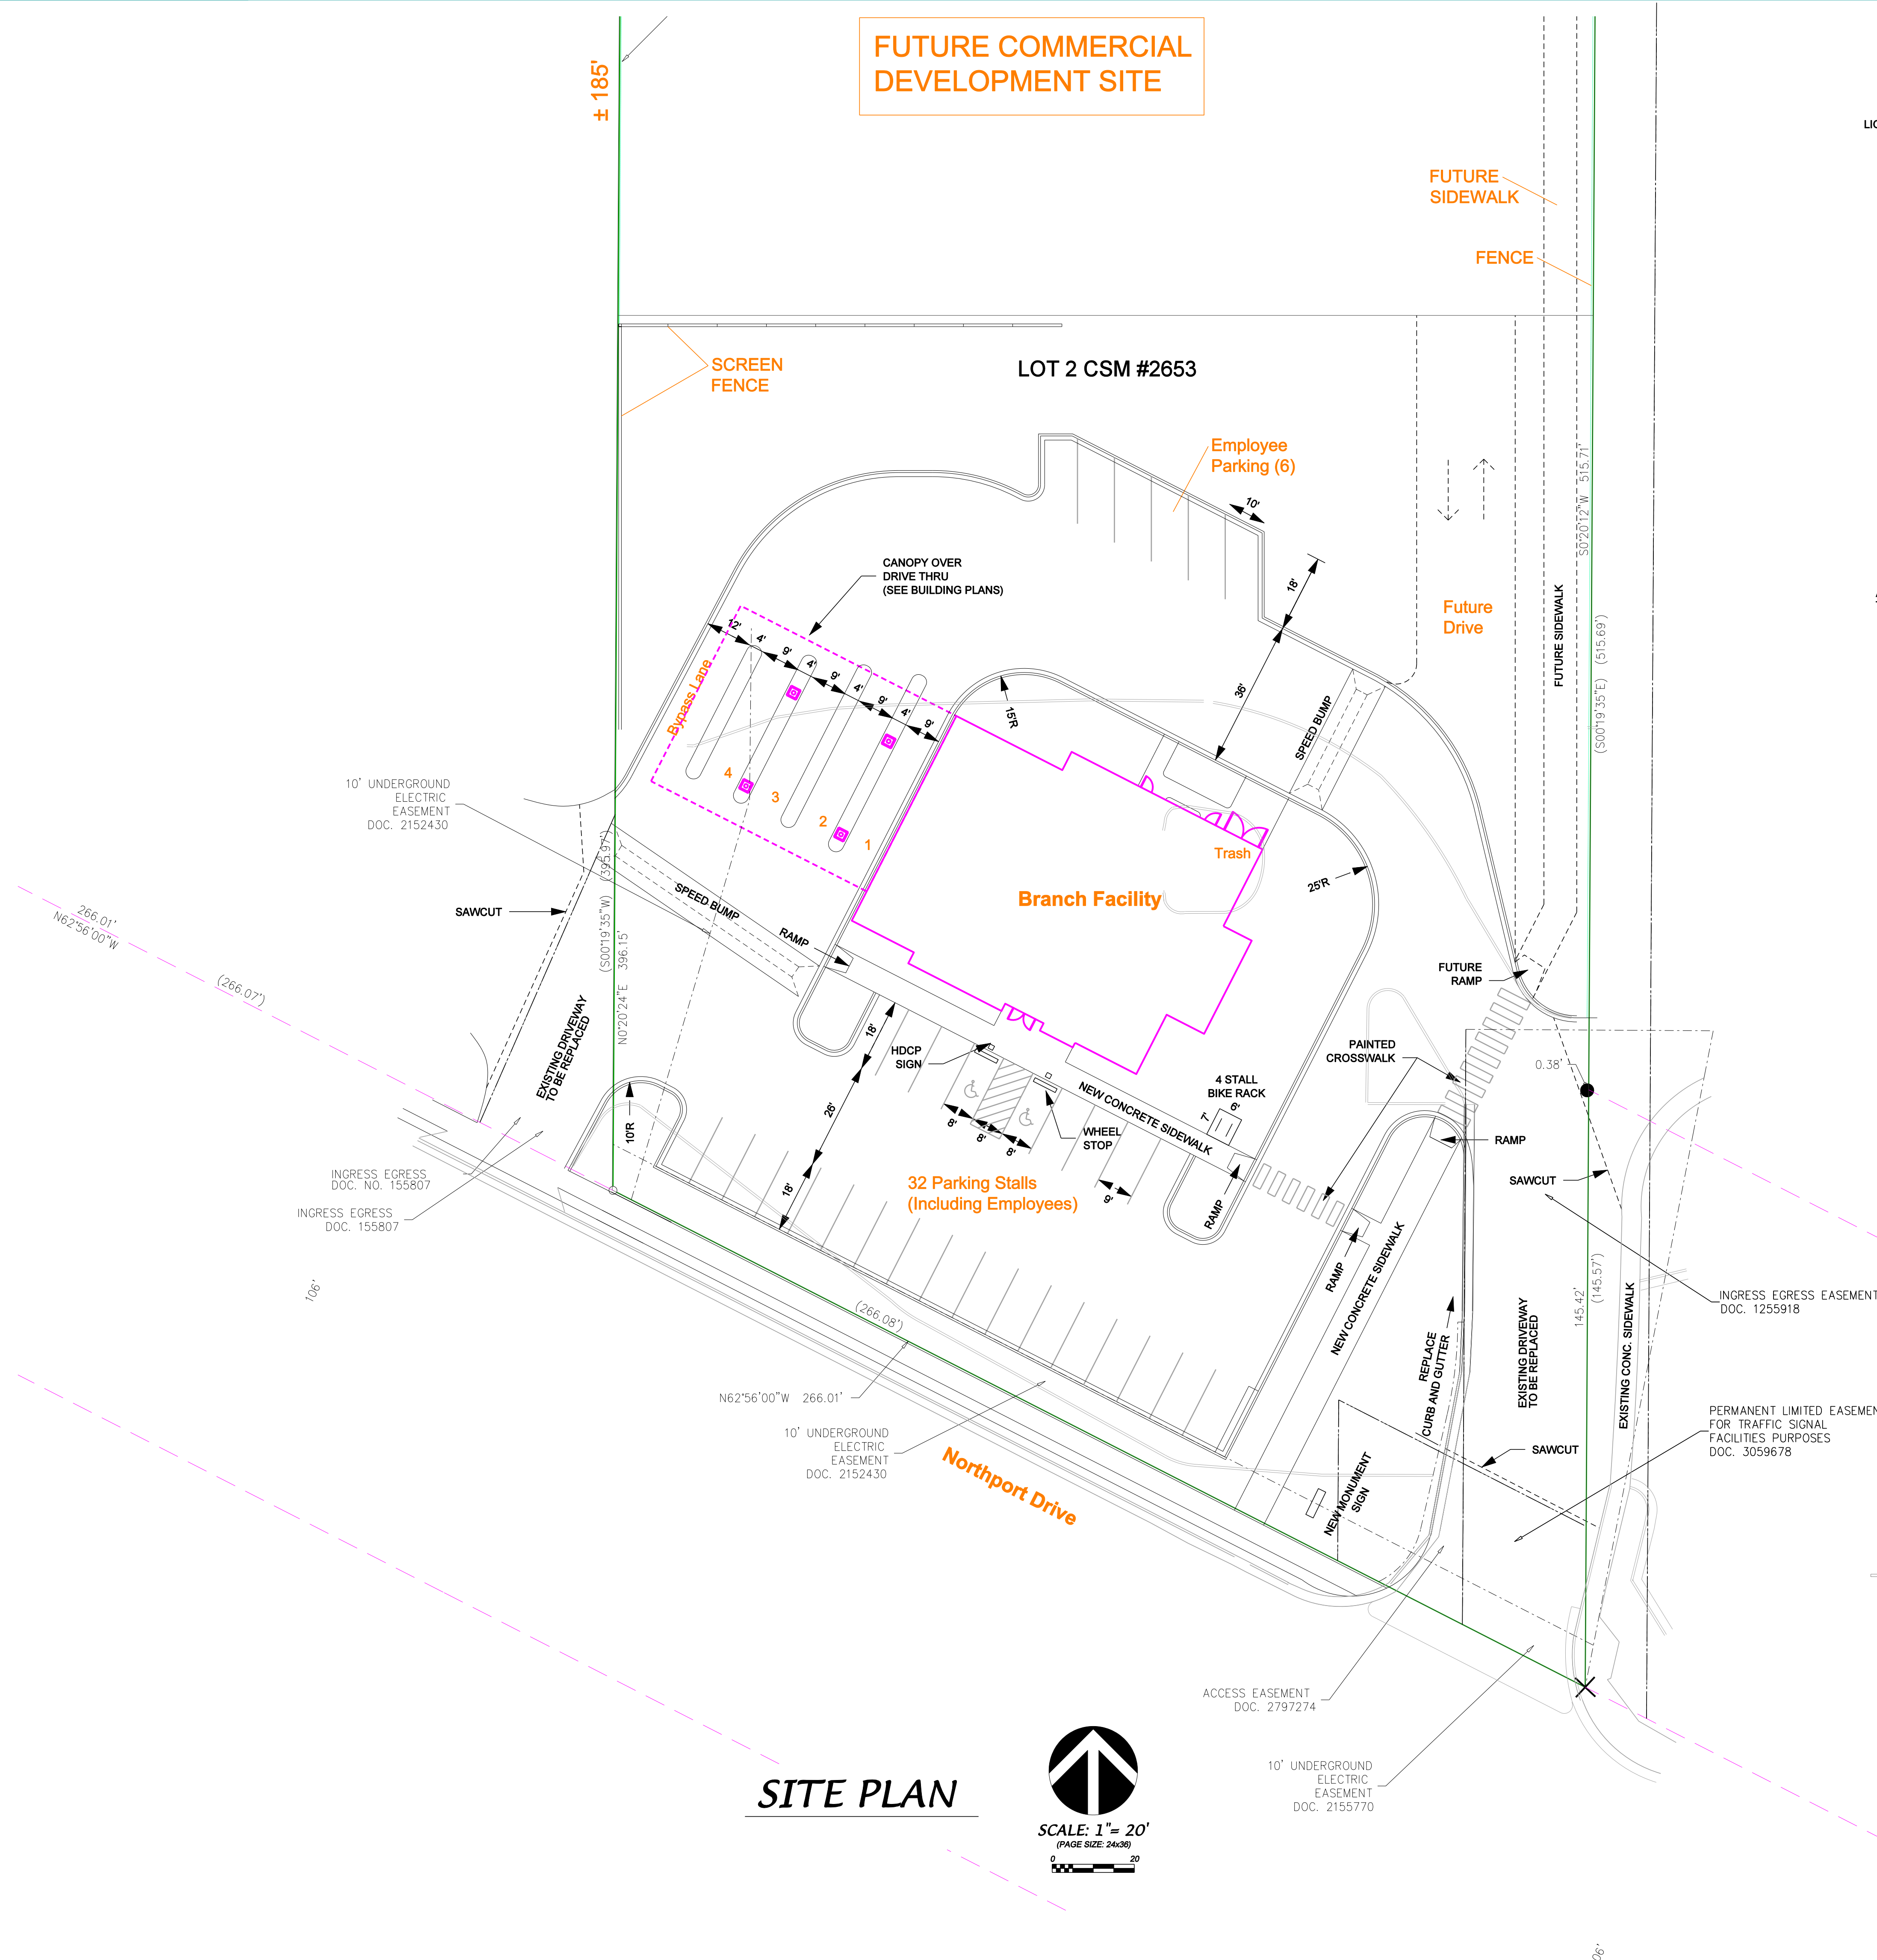 FUTURE COMMERCIAL
DEVELOPMENT SITE
± 185'
FUTURE
SIDEWALK
FENCE
SCREEN
FENCE
LOT 2 CSM #2653
Employee
Parking (6)
10'
18'
36'
CANOPY OVER
DRIVE THRU
(SEE BUILDING PLANS)
12'
4'
9'
4'
9'
4'
9'
4'
9'
Bypass Lane
4
3
2
1
15'R
SPEED BUMP
Future
Drive
FUTURE SIDEWALK
S0°20'12"W 515.71'
(S00°19'35"E) (515.69')
10' UNDERGROUND
ELECTRIC
EASEMENT
DOC. 2152430
SAWCUT
266.01'
N62°56'00"W
(266.07')
(S00°19'35"W) (395.97')
N0°20'24"E 396.15'
SPEED BUMP
RAMP
Branch Facility
Trash
25'R
FUTURE
RAMP
EXISTING DRIVEWAY
TO BE REPLACED
HDCP
SIGN
18'
26'
18'
8'
8'
8'
WHEEL
STOP
NEW CONCRETE SIDEWALK
4 STALL
BIKE RACK
7'
6'
PAINTED
CROSSWALK
0.38'
RAMP
SAWCUT
10'R
INGRESS EGRESS
DOC. NO. 155807
INGRESS EGRESS
DOC. 155807
32 Parking Stalls
(Including Employees)
9'
RAMP
RAMP
NEW CONCRETE SIDEWALK
REPLACE
CURB AND GUTTER
EXISTING DRIVEWAY
TO BE REPLACED
145.42'
(145.57')
EXISTING CONC. SIDEWALK
INGRESS EGRESS EASEMENT
DOC. 1255918
106'
(266.08')
N62°56'00"W 266.01'
10' UNDERGROUND
ELECTRIC
EASEMENT
DOC. 2152430
Northport Drive
NEW MONUMENT
SIGN
SAWCUT
PERMANENT LIMITED EASEMEN
FOR TRAFFIC SIGNAL
FACILITIES PURPOSES
DOC. 3059678
ACCESS EASEMENT
DOC. 2797274
10' UNDERGROUND
ELECTRIC
EASEMENT
DOC. 2155770
SITE PLAN
SCALE: 1"= 20'
(PAGE SIZE: 24x36)
0 20